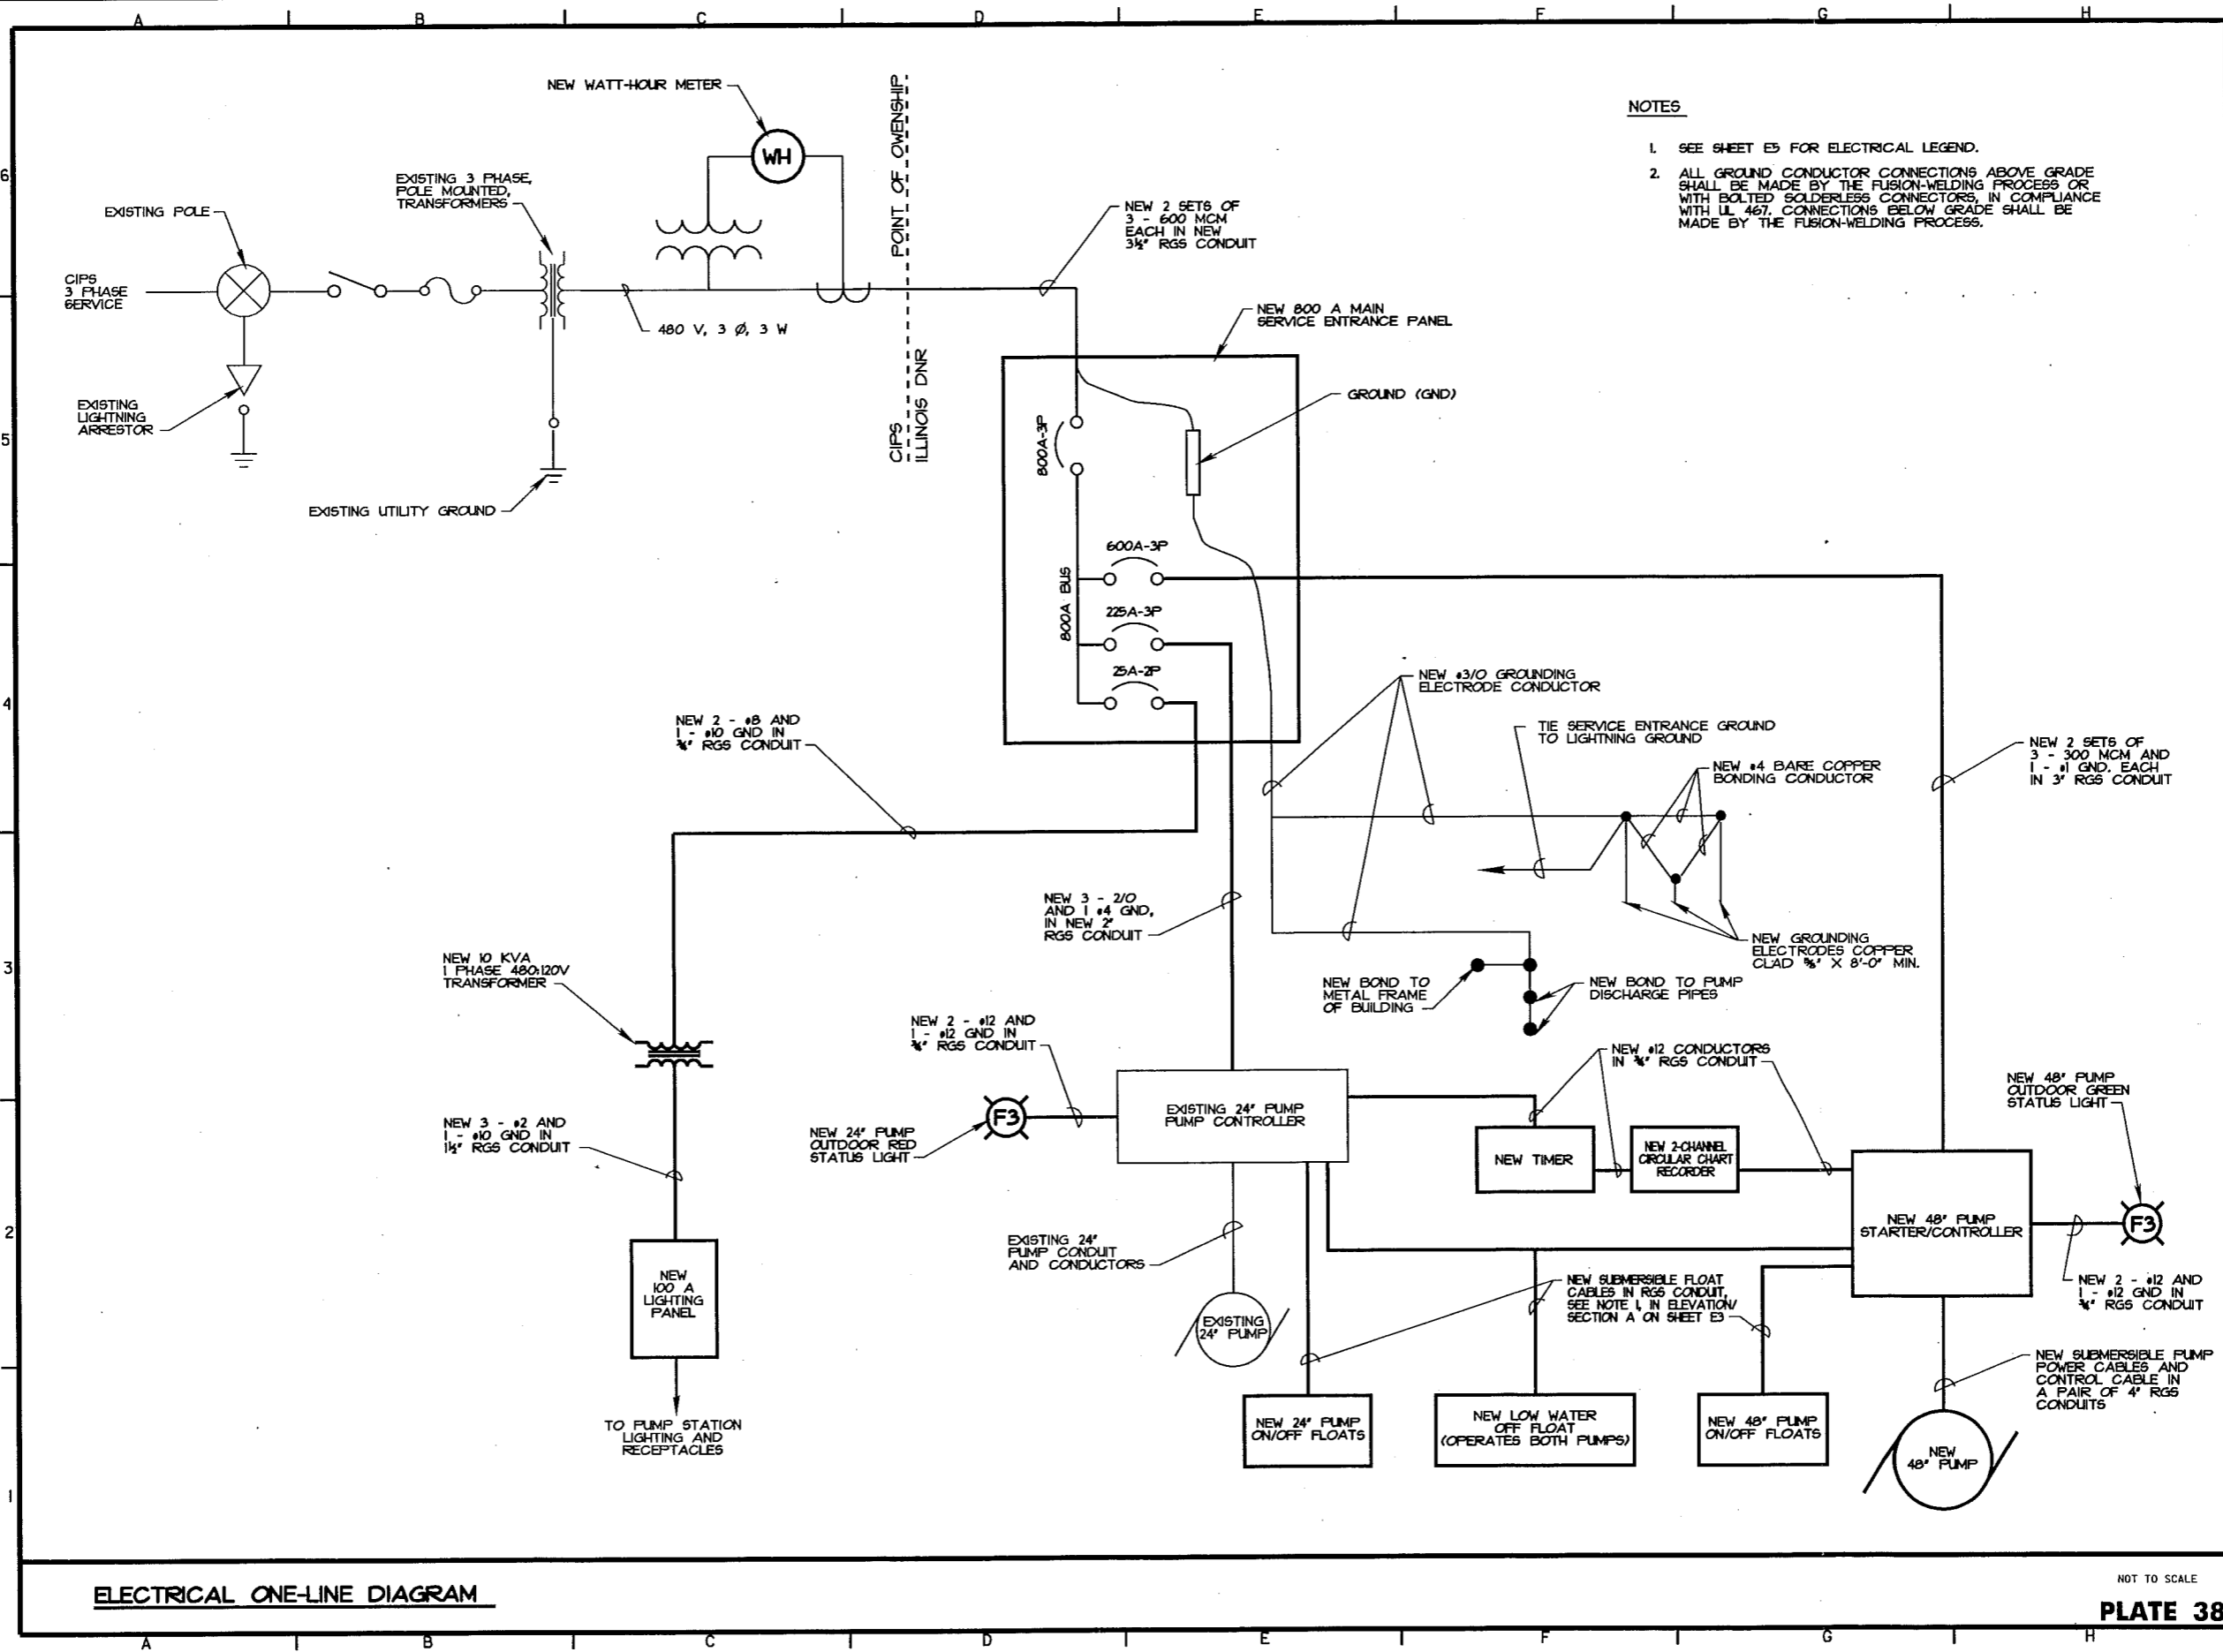 A B C D E F G H
6
5
4
3
2
1
NEW WATT-HOUR METER
WH
POINT OF OWENSHIP
CIPS
ILLINOIS DNR
NOTES
1. SEE SHEET E5 FOR ELECTRICAL LEGEND.
2. ALL GROUND CONDUCTOR CONNECTIONS ABOVE GRADE
SHALL BE MADE BY THE FUSION-WELDING PROCESS OR
WITH BOLTED SOLDERLESS CONNECTORS, IN COMPLIANCE
WITH UL 467. CONNECTIONS BELOW GRADE SHALL BE
MADE BY THE FUSION-WELDING PROCESS.
EXISTING POLE
EXISTING 3 PHASE,
POLE MOUNTED,
TRANSFORMERS
CIPS
3 PHASE
SERVICE
480 V, 3 Ø, 3 W
EXISTING
LIGHTNING
ARRESTOR
EXISTING UTILITY GROUND
NEW 2 SETS OF
3 - 600 MCM
EACH IN NEW
3½" RGS CONDUIT
NEW 800 A MAIN
SERVICE ENTRANCE PANEL
GROUND (GND)
800A-3P
600A-3P
800A BUS
225A-3P
25A-2P
NEW #3/0 GROUNDING
ELECTRODE CONDUCTOR
TIE SERVICE ENTRANCE GROUND
TO LIGHTNING GROUND
NEW #4 BARE COPPER
BONDING CONDUCTOR
NEW 2 SETS OF
3 - 300 MCM AND
1 - #1 GND. EACH
IN 3" RGS CONDUIT
NEW 2 - #8 AND
1 - #10 GND IN
¾" RGS CONDUIT
NEW 3 - 2/0
AND 1 #4 GND,
IN NEW 2"
RGS CONDUIT
NEW GROUNDING
ELECTRODES COPPER
CLAD ⅝" X 8'-0" MIN.
NEW BOND TO
METAL FRAME
OF BUILDING
NEW BOND TO PUMP
DISCHARGE PIPES
NEW 10 KVA
1 PHASE 480:120V
TRANSFORMER
NEW 2 - #12 AND
1 - #12 GND IN
¾" RGS CONDUIT
NEW #12 CONDUCTORS
IN ¾" RGS CONDUIT
NEW 48" PUMP
OUTDOOR GREEN
STATUS LIGHT
F3
EXISTING 24" PUMP
PUMP CONTROLLER
NEW 24" PUMP
OUTDOOR RED
STATUS LIGHT
NEW TIMER
NEW 2-CHANNEL
CIRCULAR CHART
RECORDER
NEW 3 - #2 AND
1 - #10 GND IN
1½" RGS CONDUIT
NEW 48" PUMP
STARTER/CONTROLLER
F3
EXISTING 24"
PUMP CONDUIT
AND CONDUCTORS
NEW
100 A
LIGHTING
PANEL
NEW SUBMERSIBLE FLOAT
CABLES IN RGS CONDUIT,
SEE NOTE 1, IN ELEVATION/
SECTION A ON SHEET E3
NEW 2 - #12 AND
1 - #12 GND IN
¾" RGS CONDUIT
EXISTING
24" PUMP
NEW SUBMERSIBLE PUMP
POWER CABLES AND
CONTROL CABLE IN
A PAIR OF 4" RGS
CONDUITS
TO PUMP STATION
LIGHTING AND
RECEPTACLES
NEW 24" PUMP
ON/OFF FLOATS
NEW LOW WATER
OFF FLOAT
(OPERATES BOTH PUMPS)
NEW 48" PUMP
ON/OFF FLOATS
NEW
48" PUMP
ELECTRICAL ONE-LINE DIAGRAM
NOT TO SCALE
PLATE 38
A B C D E F G H